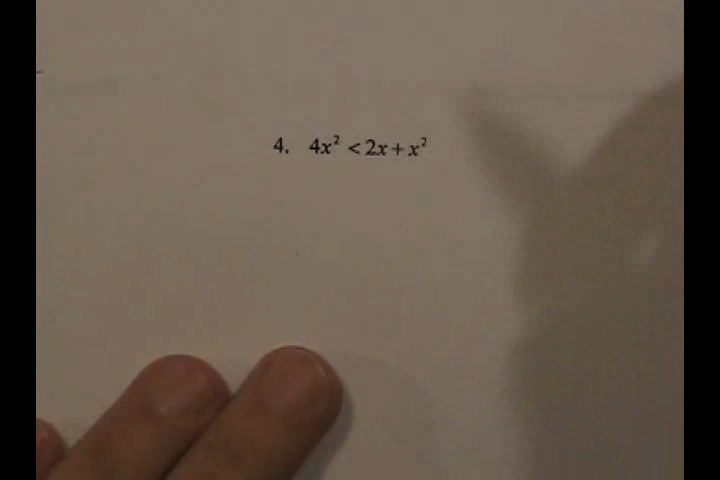 4. 4x² < 2x + x²